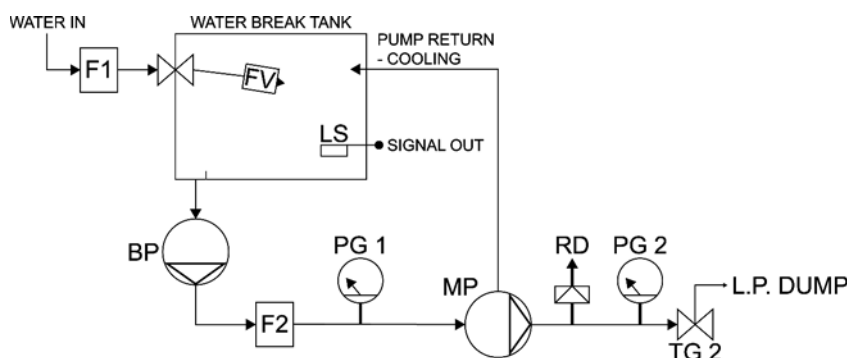 WATER IN
WATER BREAK TANK
PUMP RETURN
- COOLING
F1
FV
LS
SIGNAL OUT
BP
PG 1
RD
PG 2
MP
L.P. DUMP
F2
TG 2